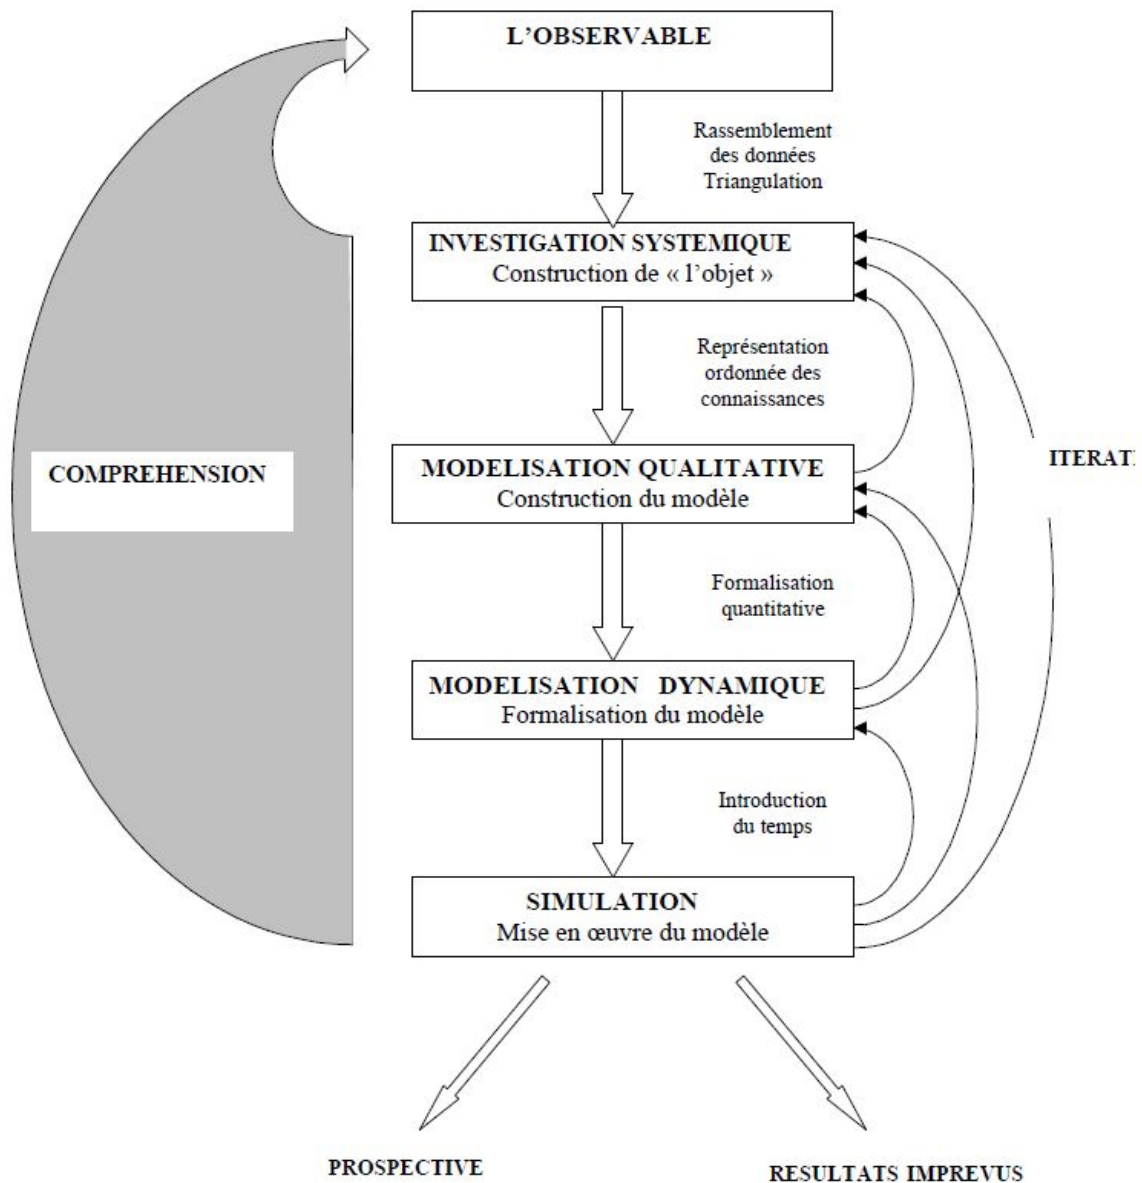 L'OBSERVABLE
Rassemblement
des données
Triangulation
INVESTIGATION SYSTEMIQUE
Construction de « l'objet »
Représentation
ordonnée des
connaissances
COMPREHENSION
MODELISATION QUALITATIVE
Construction du modèle
ITERATI
Formalisation
quantitative
MODELISATION DYNAMIQUE
Formalisation du modèle
Introduction
du temps
SIMULATION
Mise en œuvre du modèle
PROSPECTIVE
RESULTATS IMPREVUS